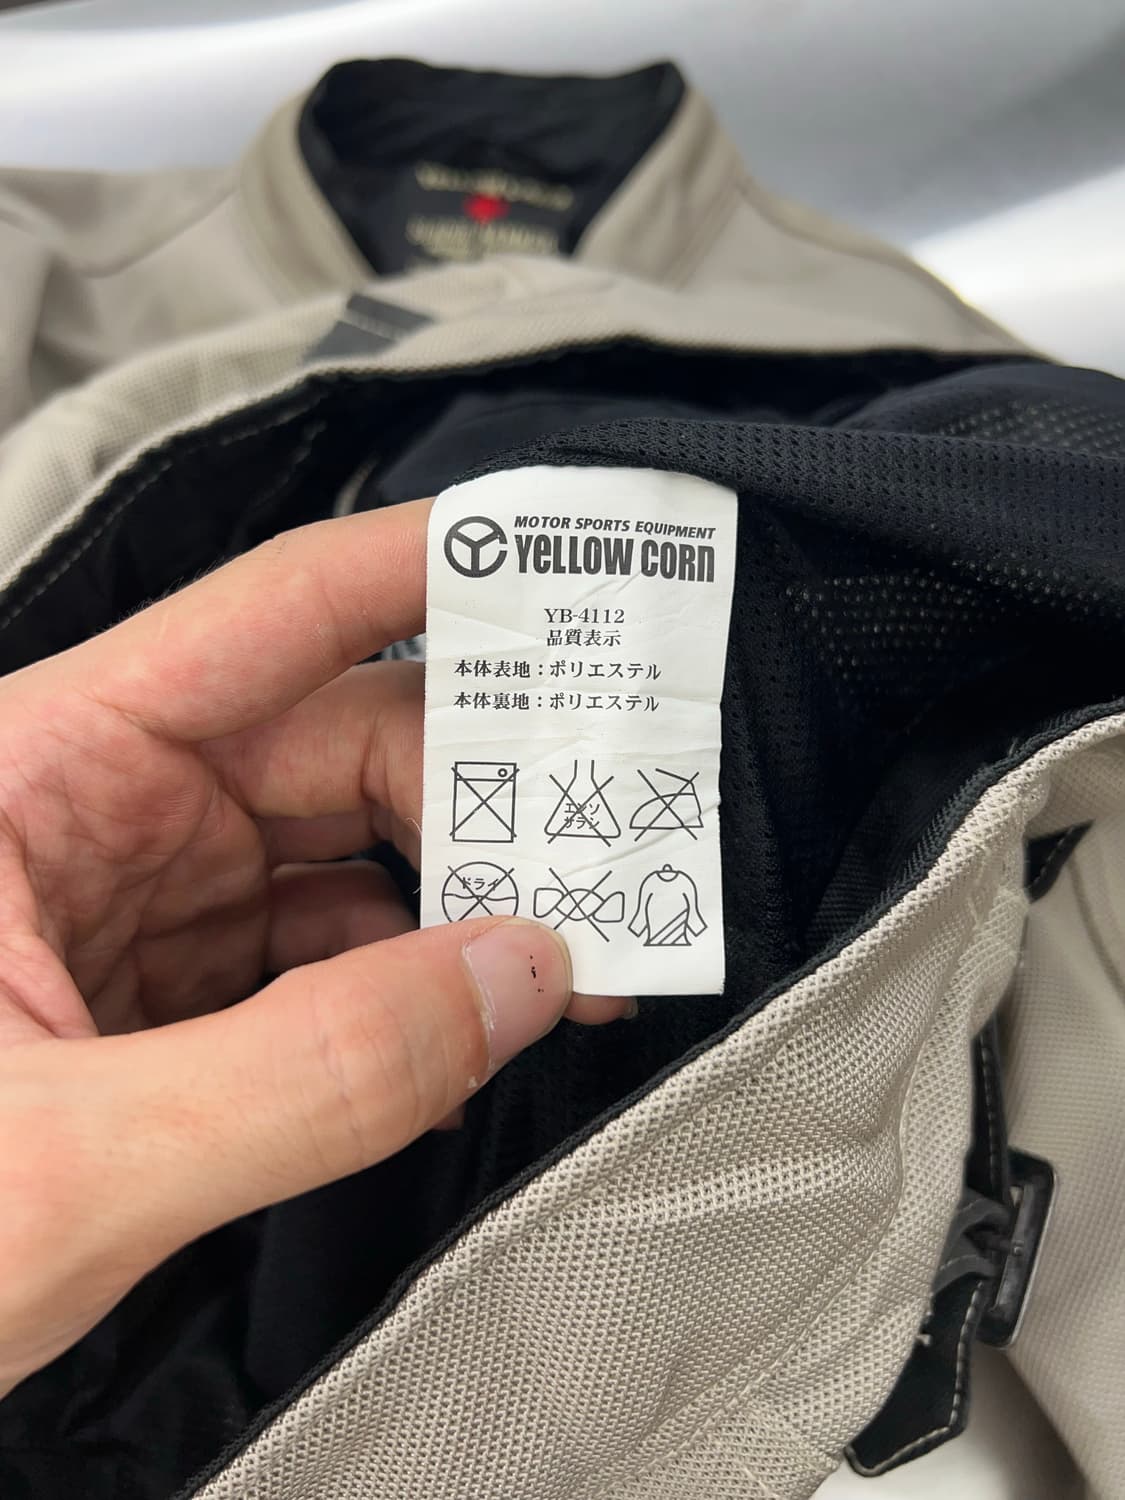 MOTOR SPORTS EQUIPMENT
YELLOW CORN
YB-4112
品質表示
本体表地:ポリエステル
本体裏地:ポリエステル
エンソ
サラシ
ドライ